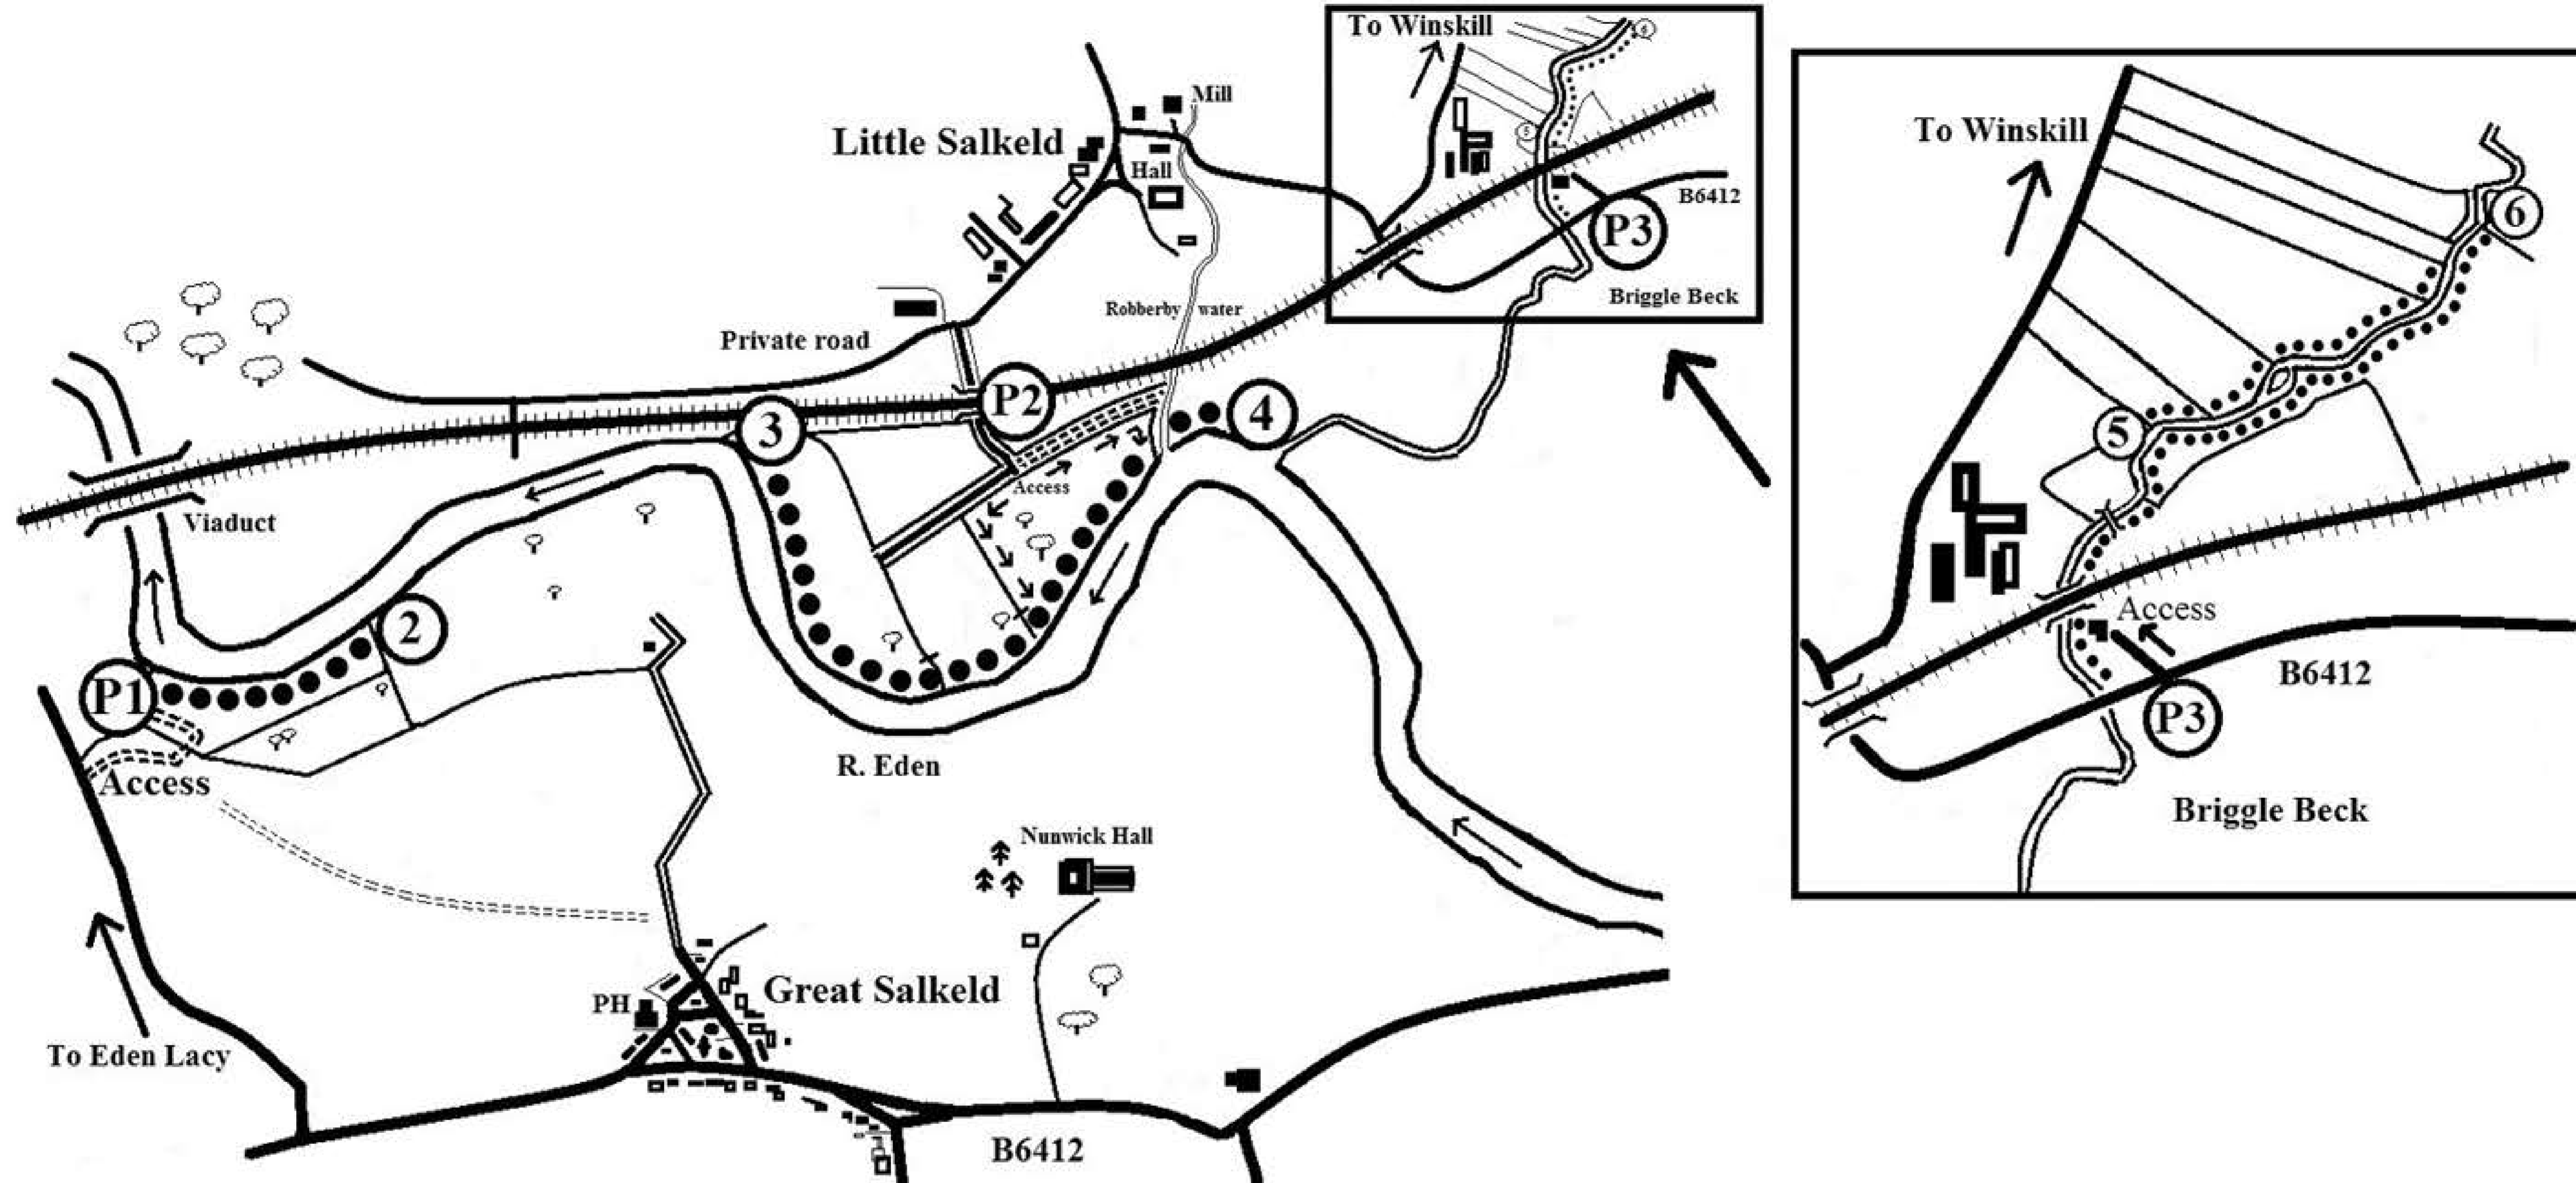 To Winskill
6
Mill
Little Salkeld
Hall
5
B6412
P3
Briggle Beck
Robberby water
Private road
P2
3
4
Access
Viaduct
2
P1
Access
R. Eden
Nunwick Hall
Great Salkeld
PH
To Eden Lacy
B6412
To Winskill
6
5
Access
B6412
P3
Briggle Beck